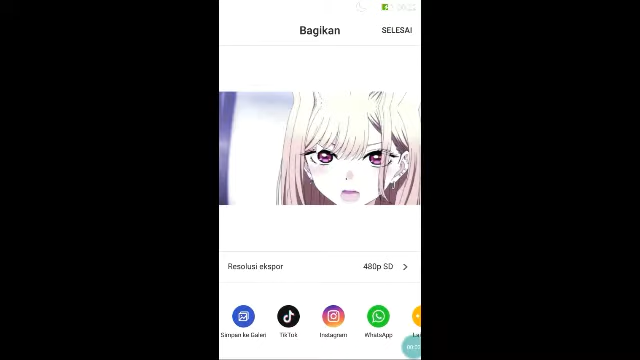 Bagikan
SELESAI
Resolusi ekspor
480p SD
Simpan ke Galeri
TikTok
Instagram
WhatsApp